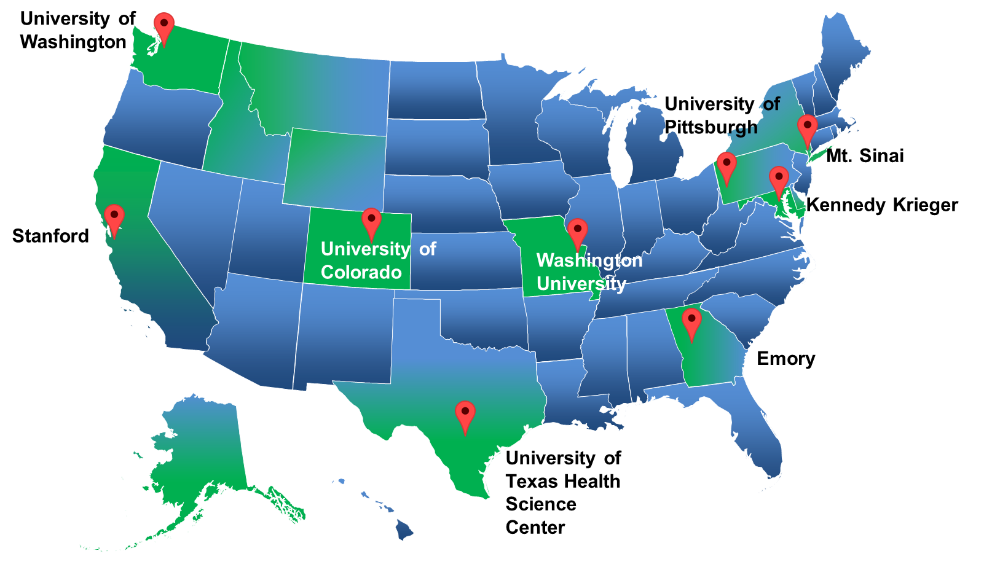 University of
Washington
University of
Pittsburgh
Mt. Sinai
Kennedy Krieger
Stanford
University of
Colorado
Washington
University
Emory
University of
Texas Health
Science
Center